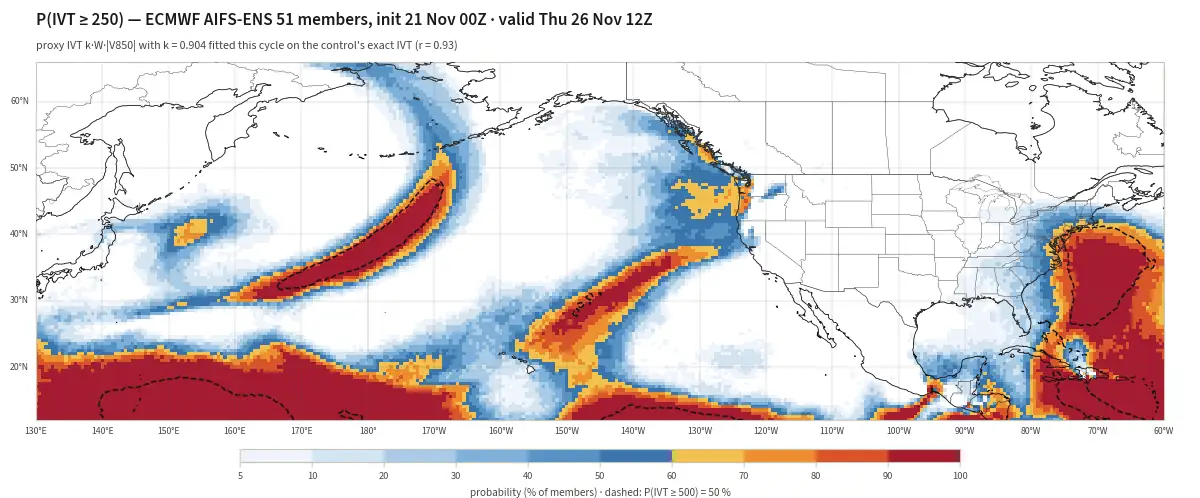 P(IVT ≥ 250) — ECMWF AIFS-ENS 51 members, init 21 Nov 00Z · valid Thu 26 Nov 12Z
proxy IVT k·W·|V850| with k = 0.904 fitted this cycle on the control's exact IVT (r = 0.93)
60°N
50°N
40°N
30°N
20°N
130°E 140°E 150°E 160°E 170°E 180° 170°W 160°W 150°W 140°W 130°W 120°W 110°W 100°W 90°W 80°W 70°W 60°W
5 10 20 30 40 50 60 70 80 90 100
probability (% of members) · dashed: P(IVT ≥ 500) = 50 %